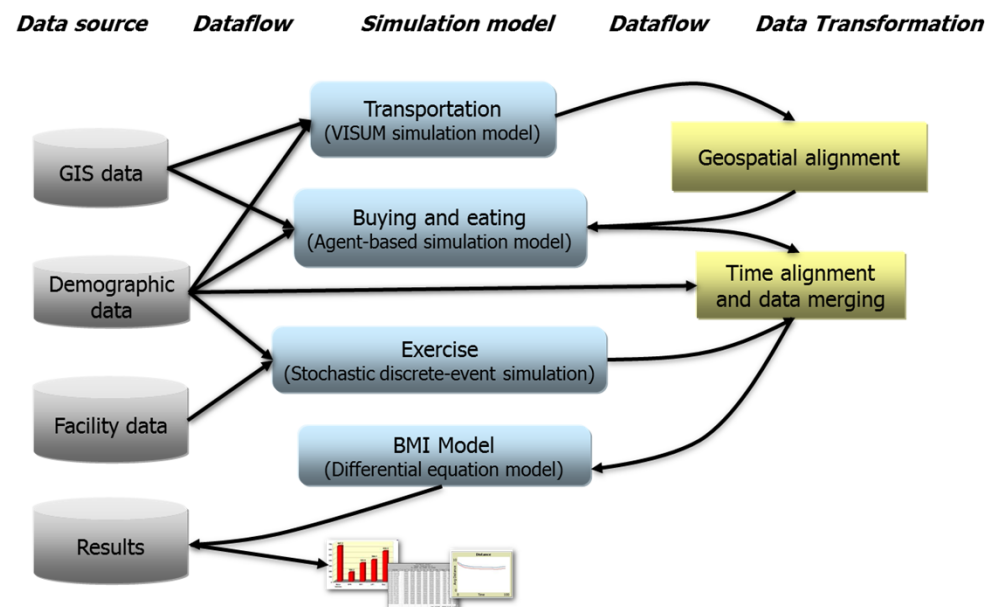 Data source
Dataflow
Simulation model
Dataflow
Data Transformation
Transportation
(VISUM simulation model)
GIS data
Geospatial alignment
Buying and eating
(Agent-based simulation model)
Demographic
data
Time alignment
and data merging
Exercise
(Stochastic discrete-event simulation)
Facility data
BMI Model
(Differential equation model)
Results